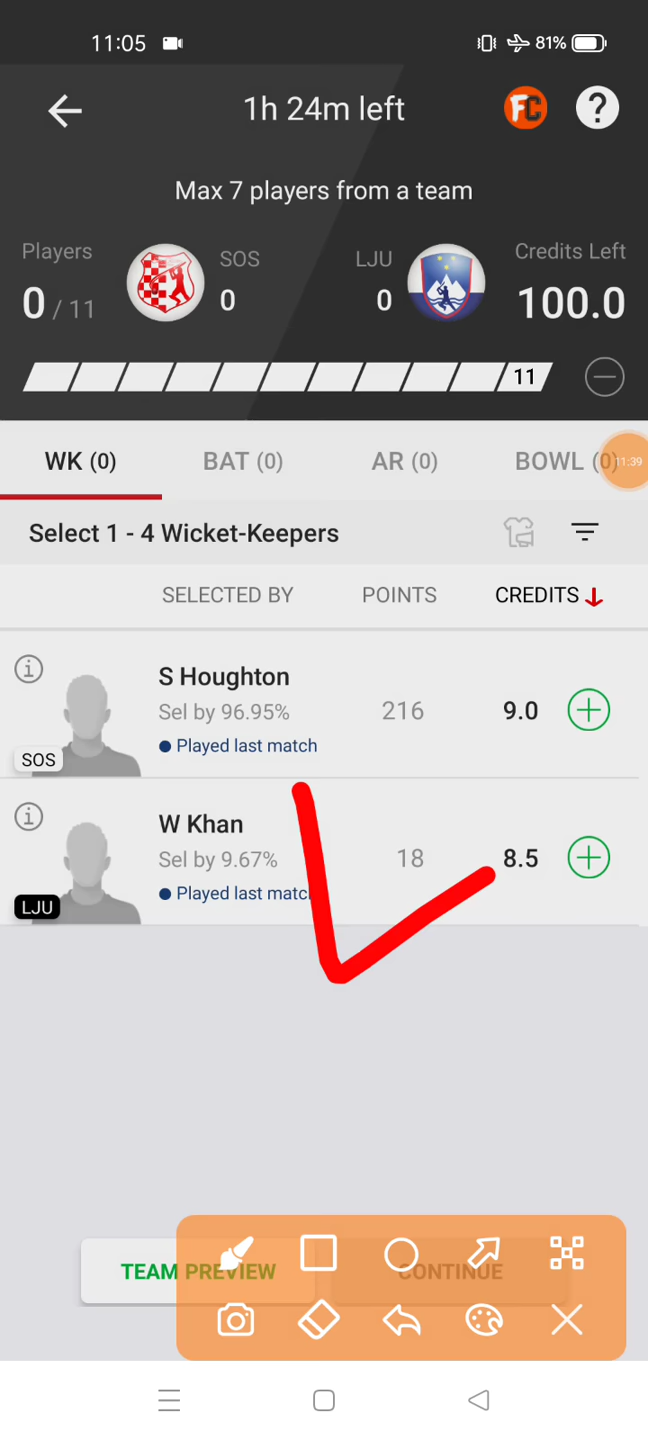 11:05 81%
1h 24m left FC ?
Max 7 players from a team
Players SOS LJU Credits Left
0 / 11 0 0 100.0
11
WK (0) BAT (0) AR (0) BOWL (0)
11:39
Select 1 - 4 Wicket-Keepers
SELECTED BY POINTS CREDITS
S Houghton
Sel by 96.95% 216 9.0
Played last match
SOS
W Khan
Sel by 9.67% 18 8.5
Played last match
LJU
TEAM PREVIEW CONTINUE